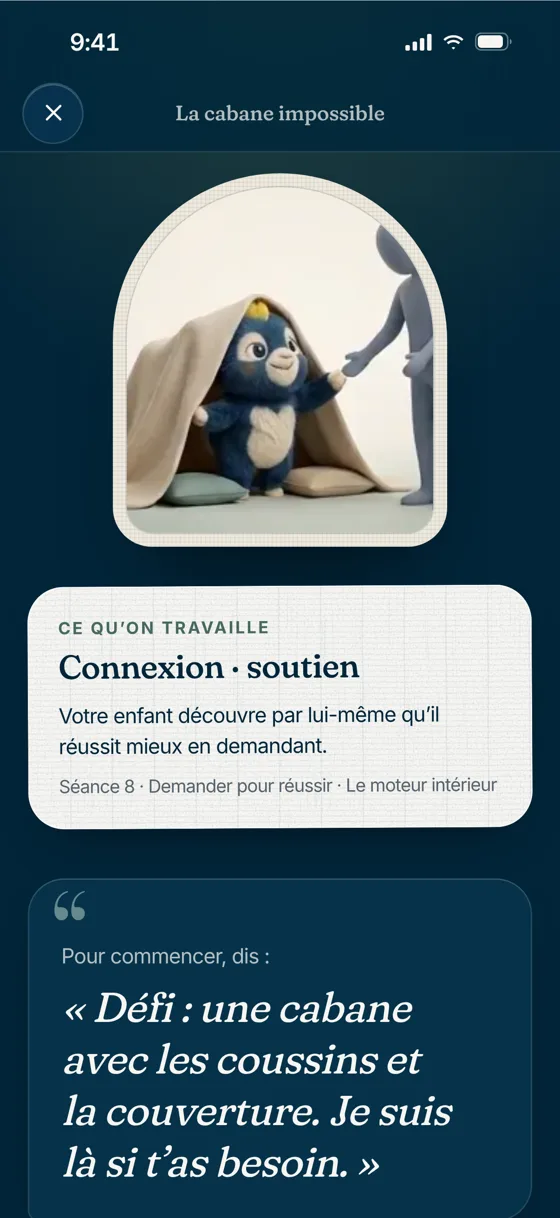 9:41
La cabane impossible
CE QU’ON TRAVAILLE
Connexion · soutien
Votre enfant découvre par lui-même qu’il
réussit mieux en demandant.
Séance 8 · Demander pour réussir · Le moteur intérieur
“
Pour commencer, dis :
« Défi : une cabane
avec les coussins et
la couverture. Je suis
là si t’as besoin. »